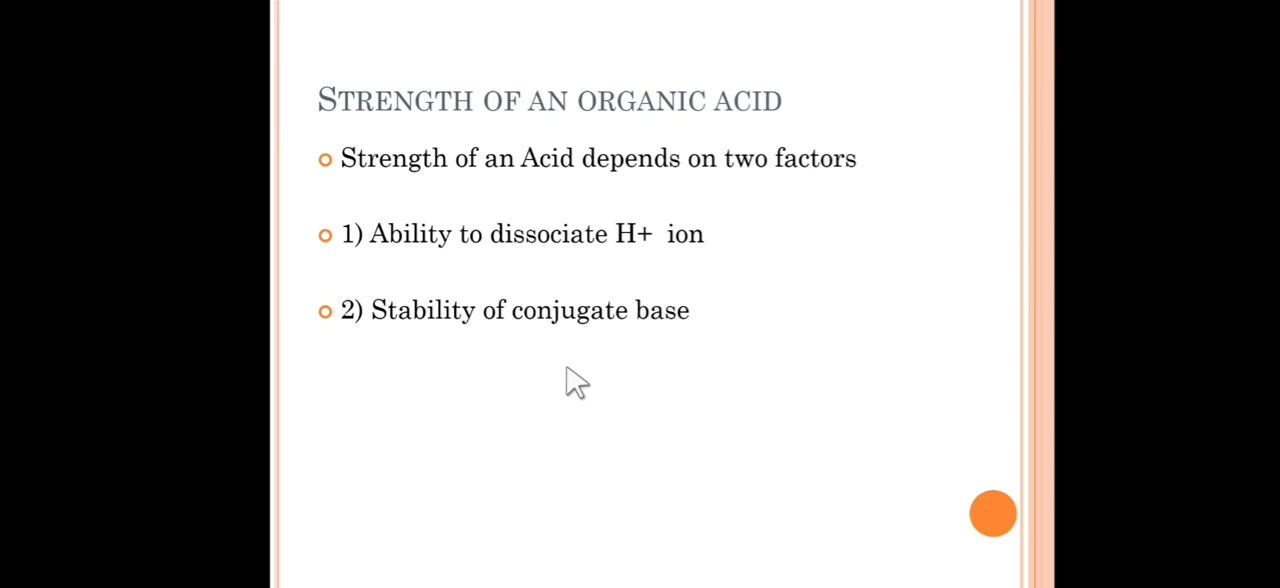 STRENGTH OF AN ORGANIC ACID
Strength of an Acid depends on two factors
1) Ability to dissociate H+ ion
2) Stability of conjugate base